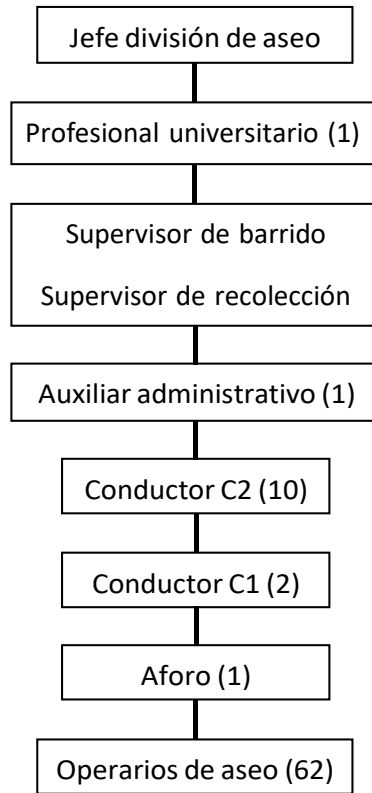 Jefe división de aseo
Profesional universitario (1)
Supervisor de barrido
Supervisor de recolección
Auxiliar administrativo (1)
Conductor C2 (10)
Conductor C1 (2)
Aforo (1)
Operarios de aseo (62)